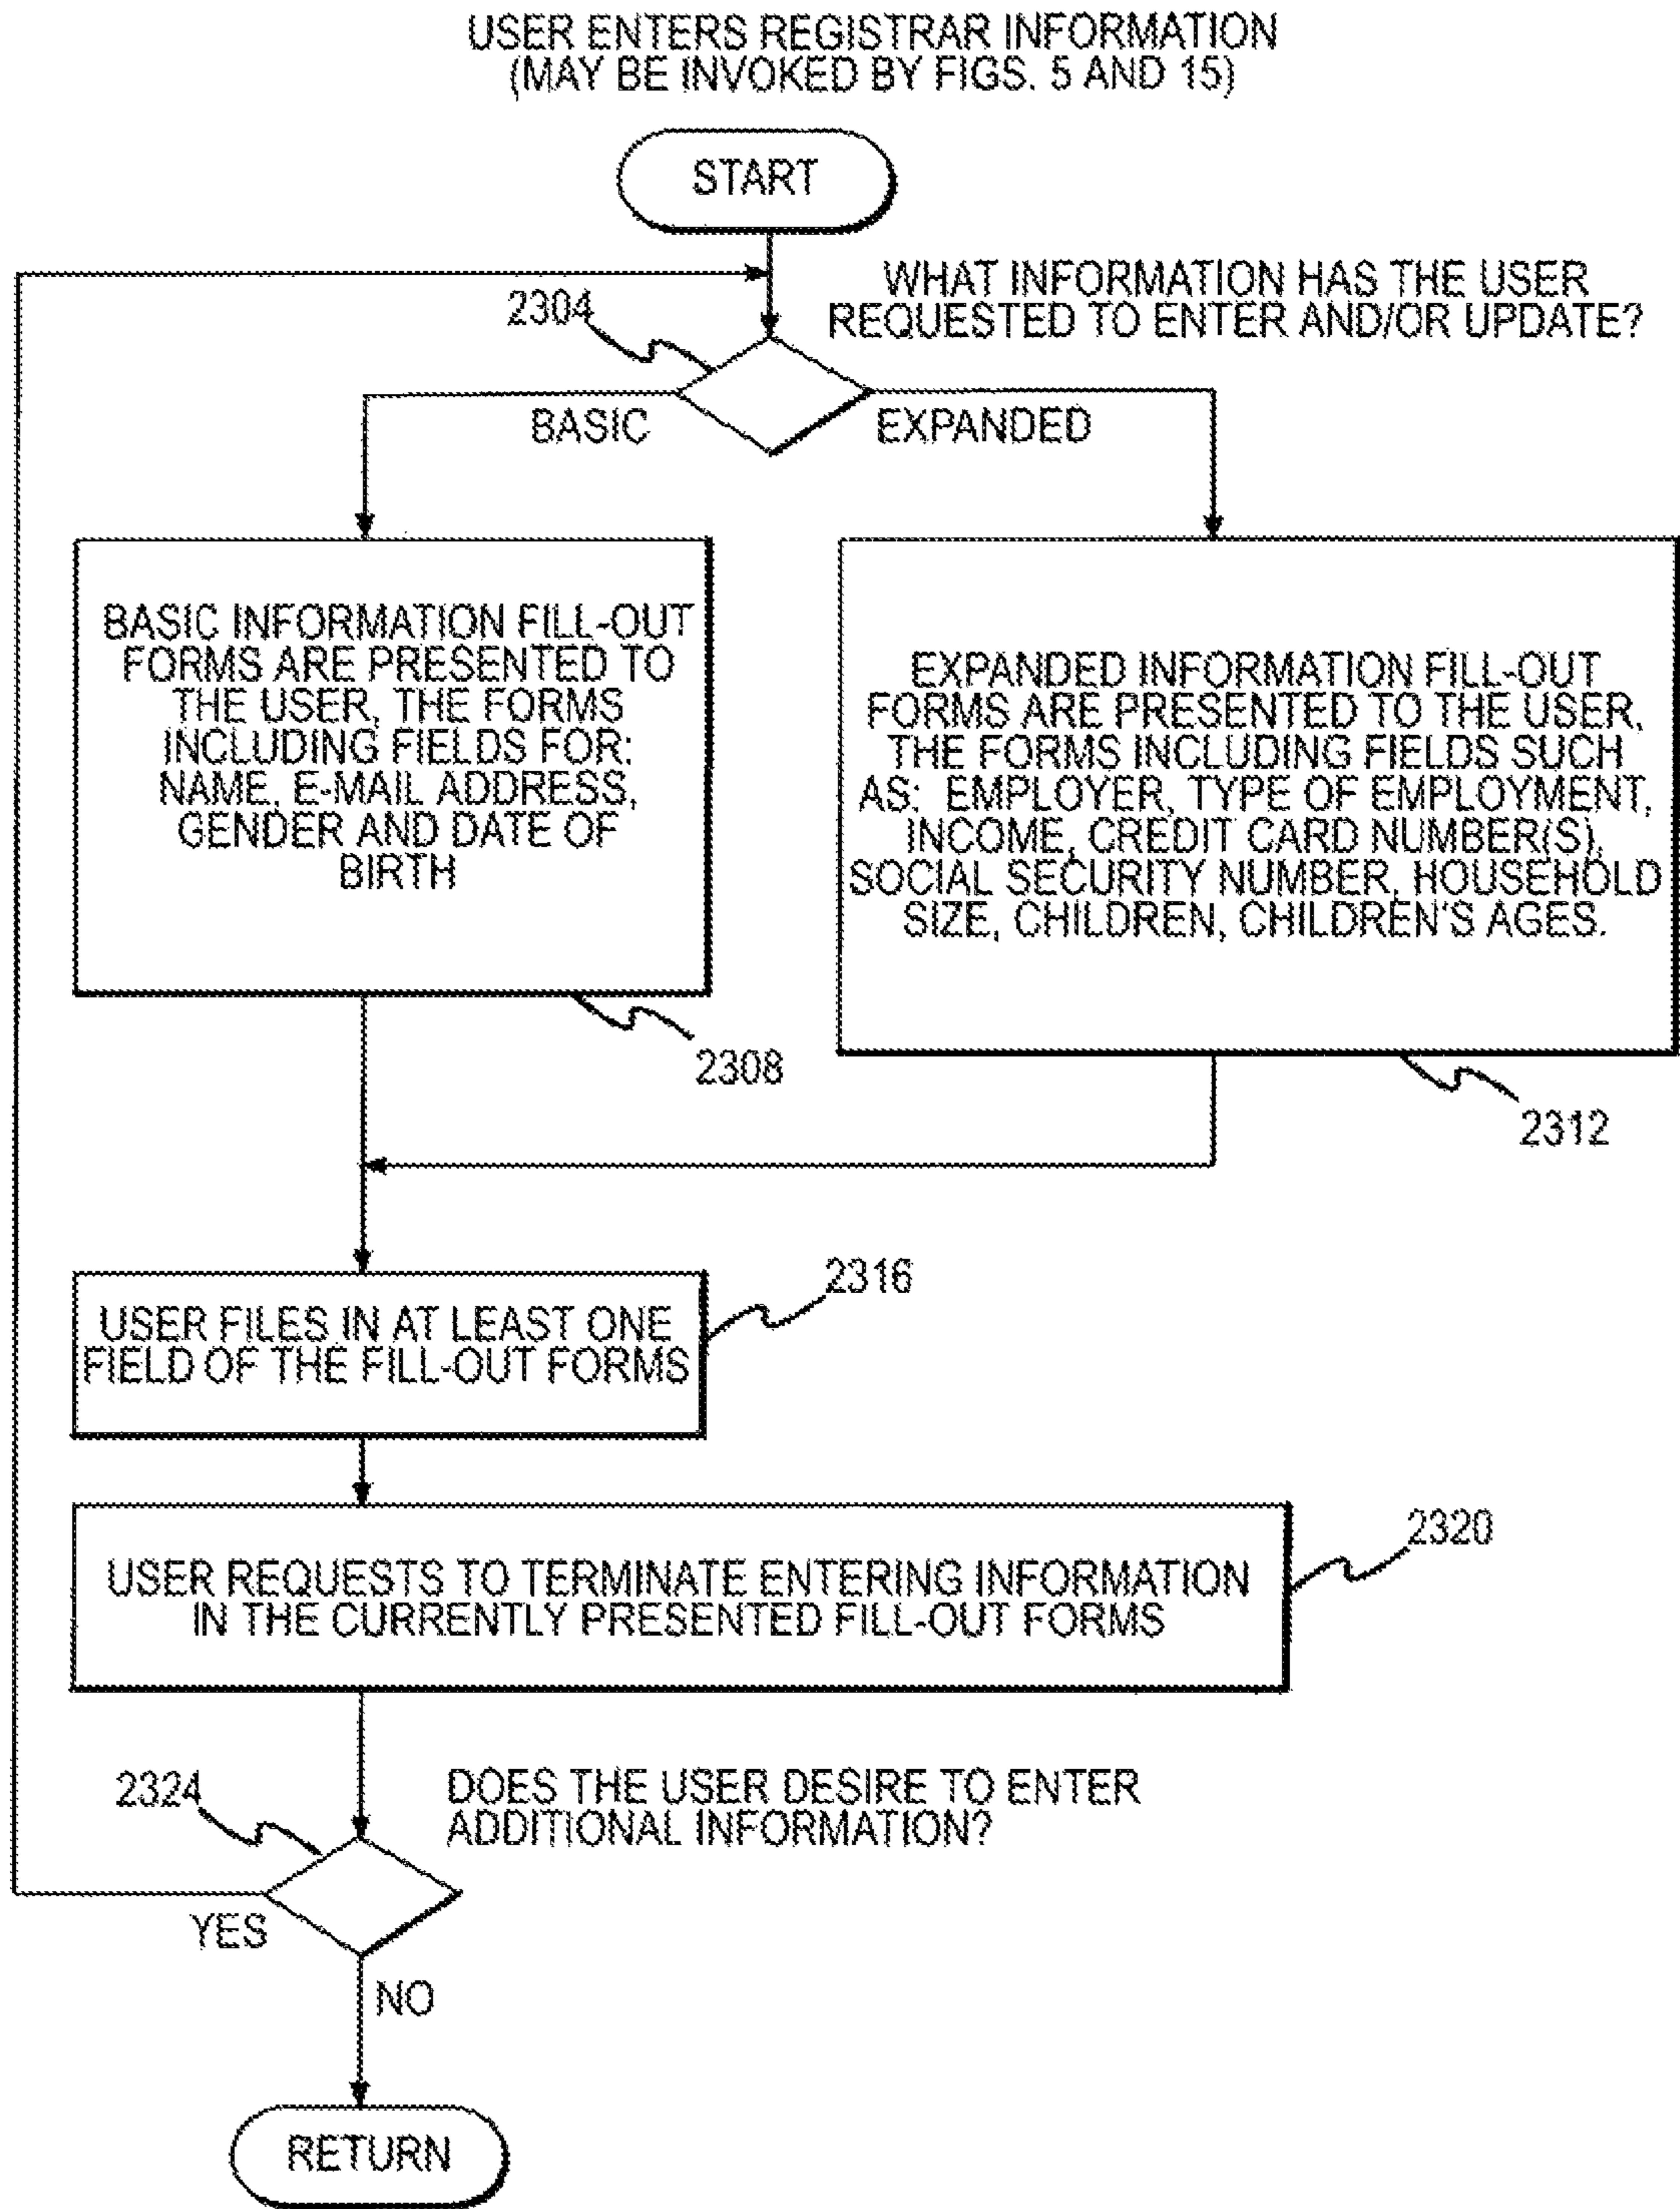 USER ENTERS REGISTRAR INFORMATION
(MAY BE INVOKED BY FIGS. 5 AND 15)
START
WHAT INFORMATION HAS THE USER
REQUESTED TO ENTER AND/OR UPDATE?
2304
BASIC
EXPANDED
BASIC INFORMATION FILL-OUT
FORMS ARE PRESENTED TO
THE USER, THE FORMS
INCLUDING FIELDS FOR:
NAME, E-MAIL ADDRESS,
GENDER AND DATE OF
BIRTH
2308
EXPANDED INFORMATION FILL-OUT
FORMS ARE PRESENTED TO THE USER,
THE FORMS INCLUDING FIELDS SUCH
AS: EMPLOYER, TYPE OF EMPLOYMENT,
INCOME, CREDIT CARD NUMBER(S),
SOCIAL SECURITY NUMBER, HOUSEHOLD
SIZE, CHILDREN, CHILDREN'S AGES.
2312
USER FILES IN AT LEAST ONE
FIELD OF THE FILL-OUT FORMS
2316
USER REQUESTS TO TERMINATE ENTERING INFORMATION
IN THE CURRENTLY PRESENTED FILL-OUT FORMS
2320
2324
DOES THE USER DESIRE TO ENTER
ADDITIONAL INFORMATION?
YES
NO
RETURN